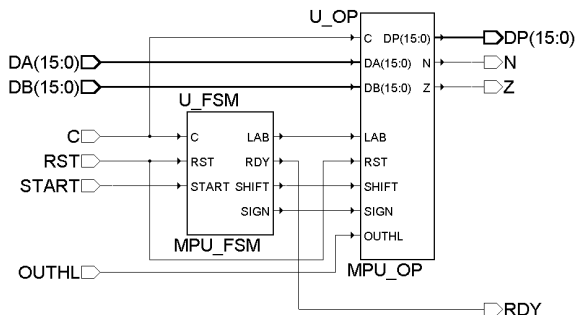 U_OP
C DP(15:0) DP(15:0)
DA(15:0) DA(15:0) N N
DB(15:0) DB(15:0) Z Z
U_FSM
C C LAB LAB
RST RST RDY RST
START START SHIFT SHIFT
SIGN SIGN
MPU_FSM OUTHL
OUTHL MPU_OP
RDY